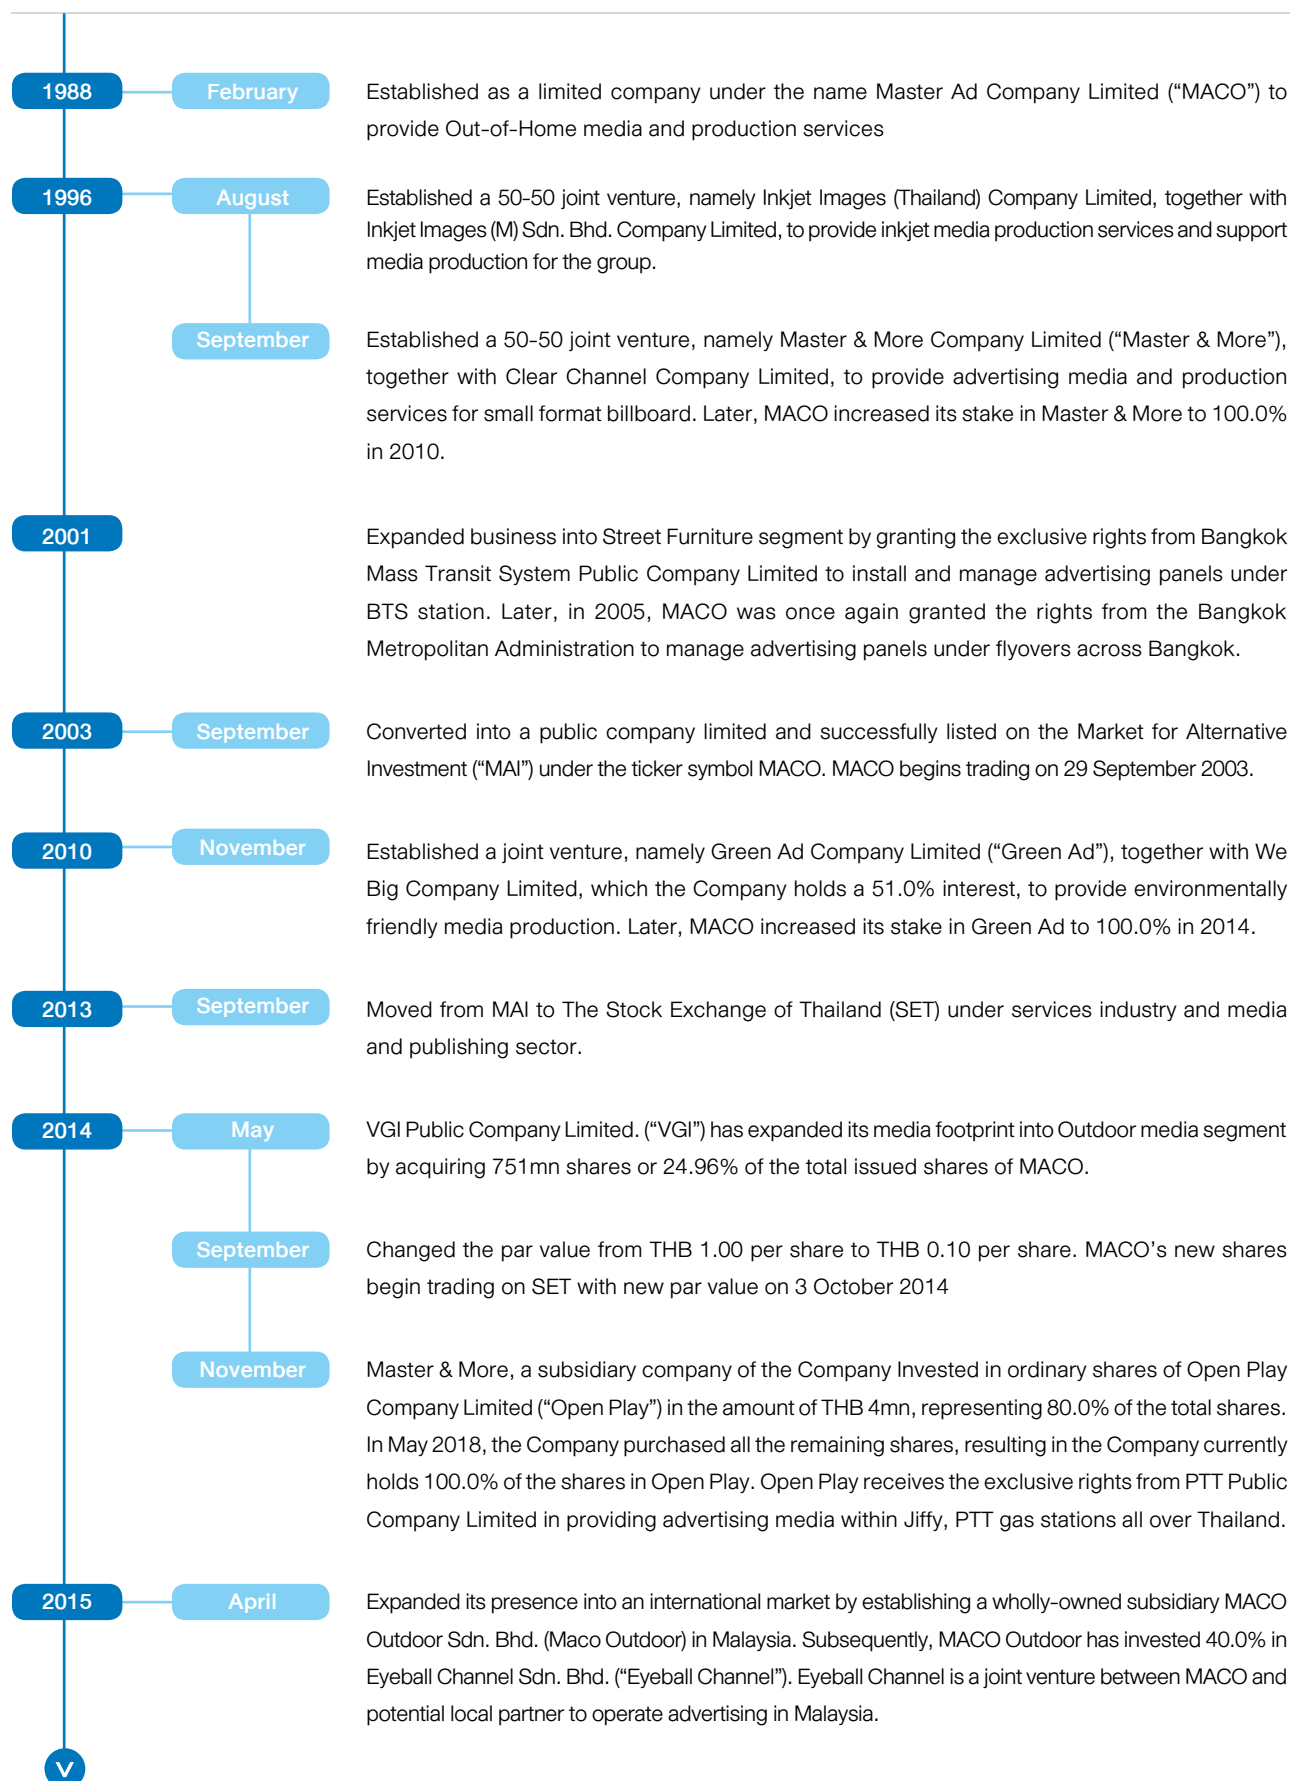 1988
February
Established as a limited company under the name Master Ad Company Limited (“MACO”) to
provide Out-of-Home media and production services
1996
August
Established a 50-50 joint venture, namely Inkjet Images (Thailand) Company Limited, together with
Inkjet Images (M) Sdn. Bhd. Company Limited, to provide inkjet media production services and support
media production for the group.
September
Established a 50-50 joint venture, namely Master & More Company Limited (“Master & More”),
together with Clear Channel Company Limited, to provide advertising media and production
services for small format billboard. Later, MACO increased its stake in Master & More to 100.0%
in 2010.
2001
Expanded business into Street Furniture segment by granting the exclusive rights from Bangkok
Mass Transit System Public Company Limited to install and manage advertising panels under
BTS station. Later, in 2005, MACO was once again granted the rights from the Bangkok
Metropolitan Administration to manage advertising panels under flyovers across Bangkok.
2003
September
Converted into a public company limited and successfully listed on the Market for Alternative
Investment (“MAI”) under the ticker symbol MACO. MACO begins trading on 29 September 2003.
2010
November
Established a joint venture, namely Green Ad Company Limited (“Green Ad”), together with We
Big Company Limited, which the Company holds a 51.0% interest, to provide environmentally
friendly media production. Later, MACO increased its stake in Green Ad to 100.0% in 2014.
2013
September
Moved from MAI to The Stock Exchange of Thailand (SET) under services industry and media
and publishing sector.
2014
May
VGI Public Company Limited. (“VGI”) has expanded its media footprint into Outdoor media segment
by acquiring 751mn shares or 24.96% of the total issued shares of MACO.
September
Changed the par value from THB 1.00 per share to THB 0.10 per share. MACO’s new shares
begin trading on SET with new par value on 3 October 2014
November
Master & More, a subsidiary company of the Company Invested in ordinary shares of Open Play
Company Limited (“Open Play”) in the amount of THB 4mn, representing 80.0% of the total shares.
In May 2018, the Company purchased all the remaining shares, resulting in the Company currently
holds 100.0% of the shares in Open Play. Open Play receives the exclusive rights from PTT Public
Company Limited in providing advertising media within Jiffy, PTT gas stations all over Thailand.
2015
April
Expanded its presence into an international market by establishing a wholly-owned subsidiary MACO
Outdoor Sdn. Bhd. (Maco Outdoor) in Malaysia. Subsequently, MACO Outdoor has invested 40.0% in
Eyeball Channel Sdn. Bhd. (“Eyeball Channel”). Eyeball Channel is a joint venture between MACO and
potential local partner to operate advertising in Malaysia.